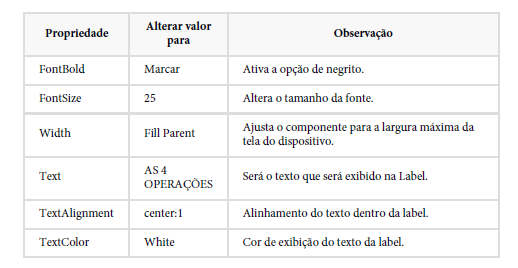 Propriedade Alterar valor para Observação
FontBold Marcar Ativa a opção de negrito.
FontSize 25 Altera o tamanho da fonte.
Width Fill Parent Ajusta o componente para a largura máxima da
tela do dispositivo.
Text AS 4 OPERAÇÕES Será o texto que será exibido na Label.
TextAlignment center:1 Alinhamento do texto dentro da label.
TextColor White Cor de exibição do texto da label.